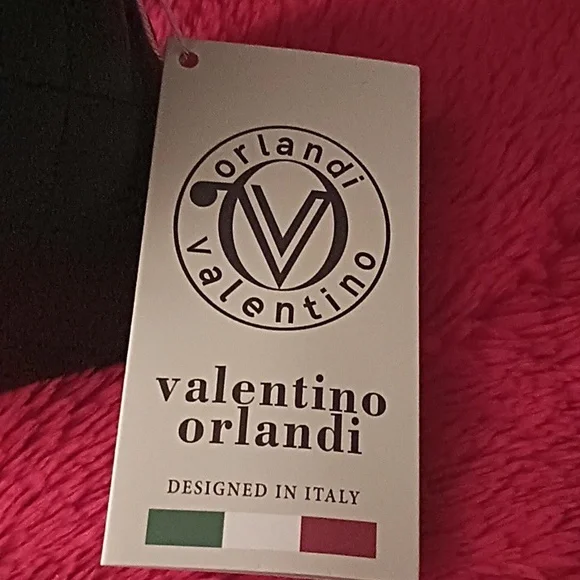 orlandi
V
valentino
valentino
orlandi
DESIGNED IN ITALY